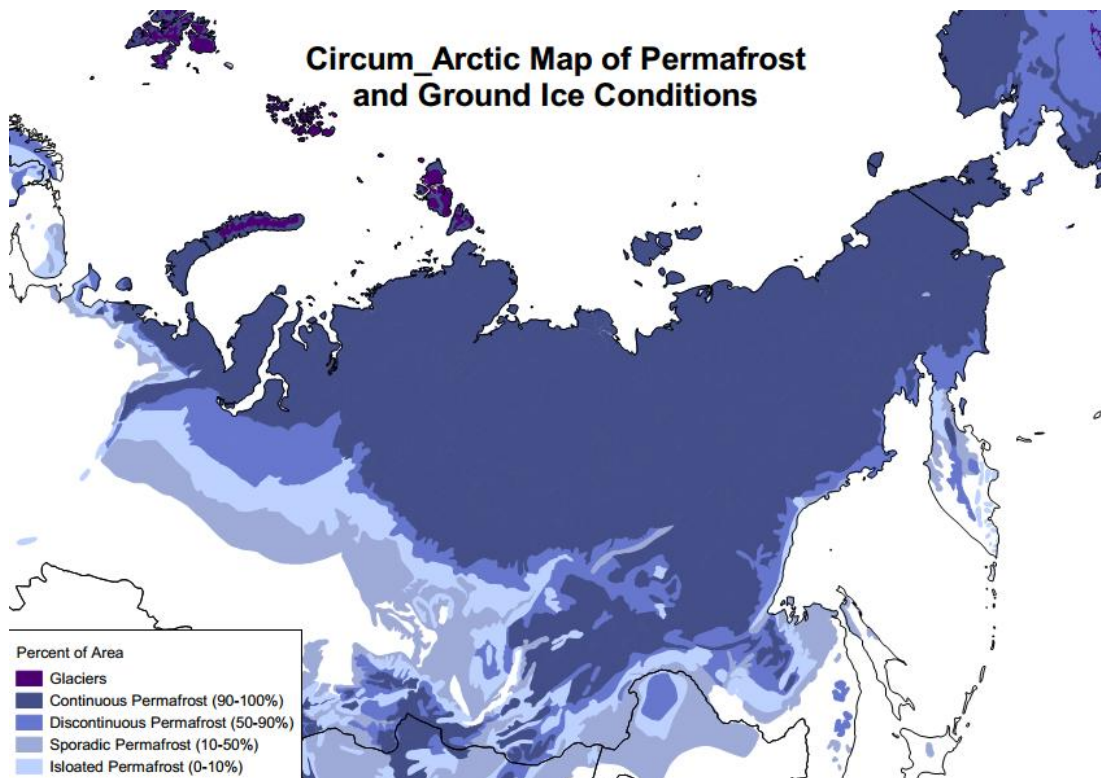 Circum_Arctic Map of Permafrost
and Ground Ice Conditions
Percent of Area
Glaciers
Continuous Permafrost (90-100%)
Discontinuous Permafrost (50-90%)
Sporadic Permafrost (10-50%)
Isloated Permafrost (0-10%)